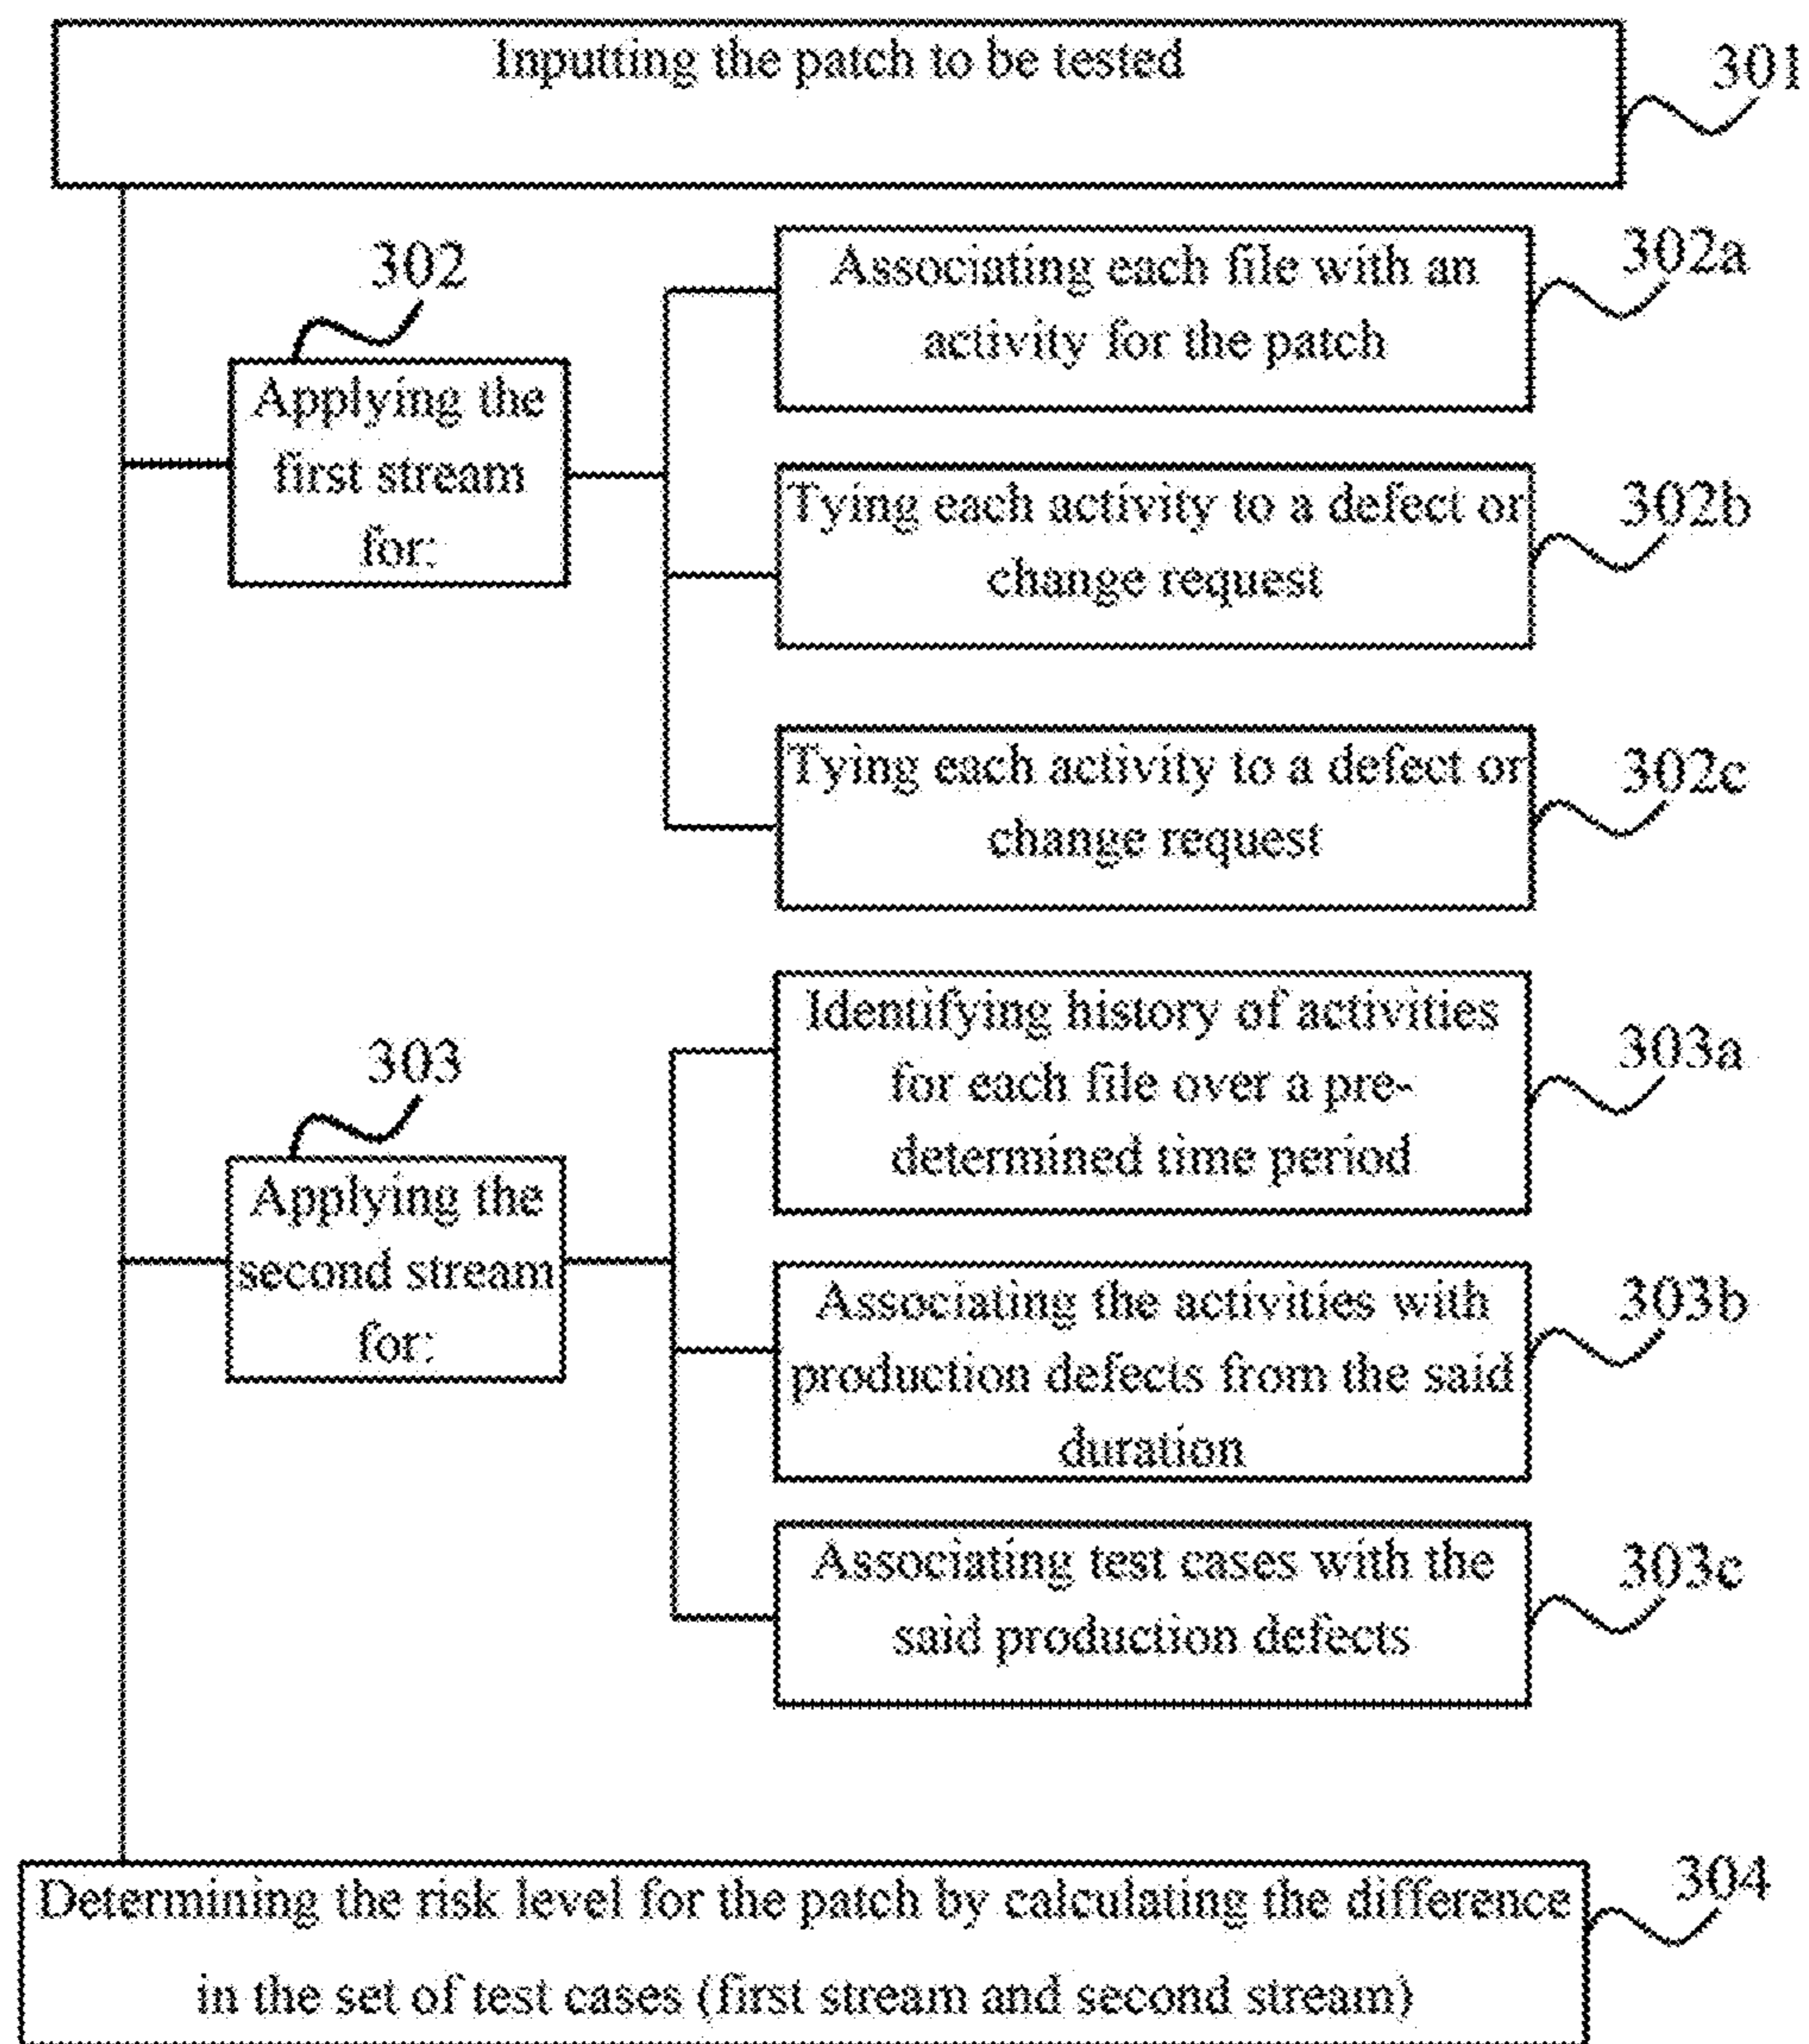 Inputting the patch to be tested
301
302
Applying the
first stream
for:
Associating each file with an
activity for the patch
302a
Tying each activity to a defect or
change request
302b
Tying each activity to a defect or
change request
302c
303
Applying the
second stream
for:
Identifying history of activities
for each file over a pre-
determined time period
303a
Associating the activities with
production defects from the said
duration
303b
Associating test cases with the
said production defects
303c
Determining the risk level for the patch by calculating the difference
in the set of test cases (first stream and second stream)
304